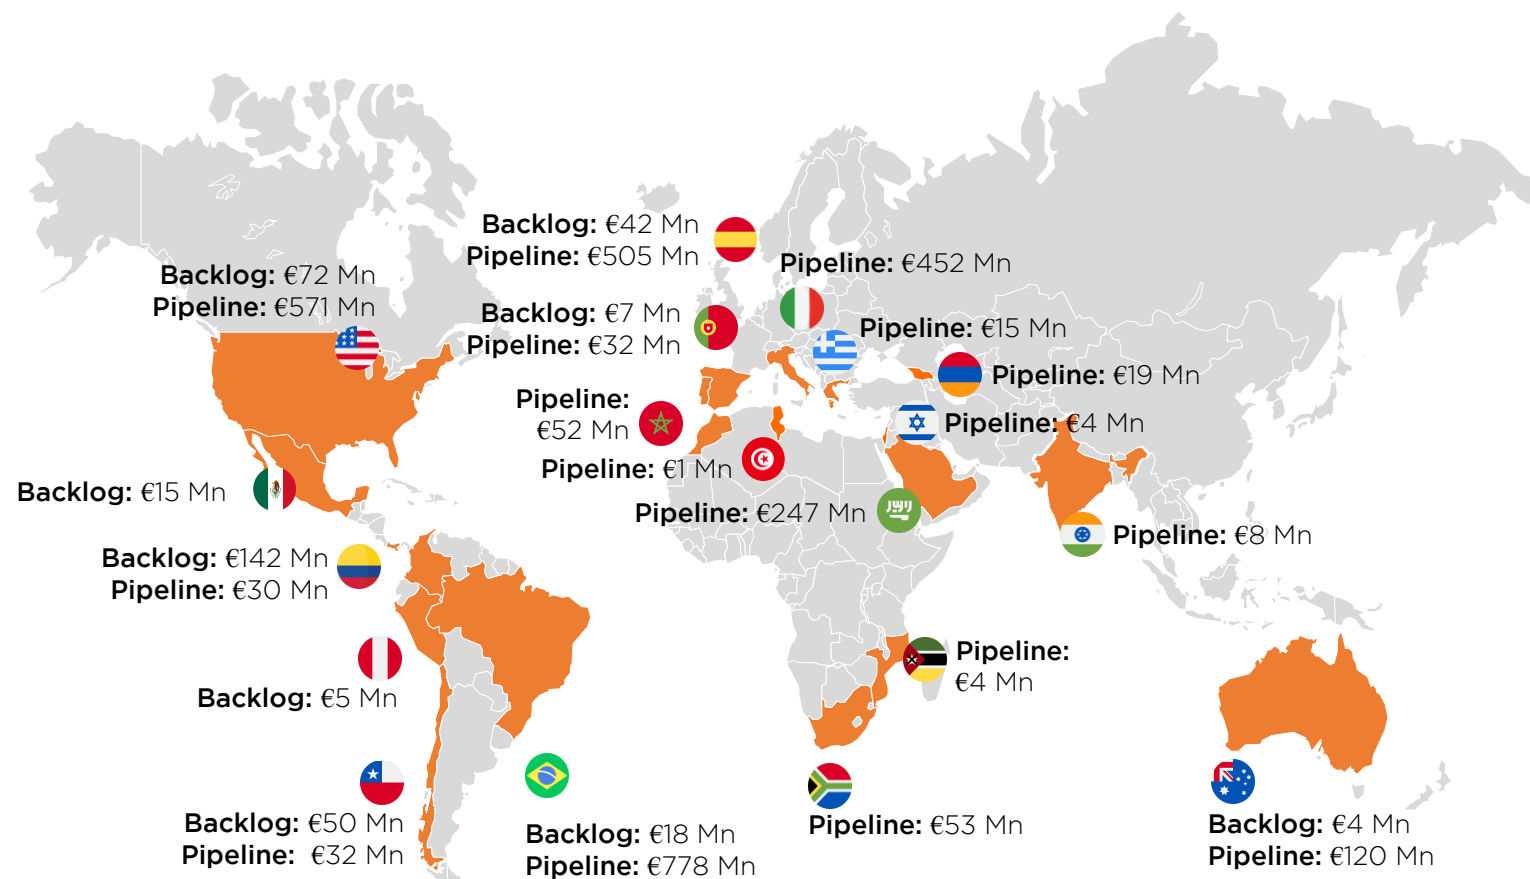 Backlog: €42 Mn
Pipeline: €505 Mn
Pipeline: €452 Mn
Backlog: €72 Mn
Pipeline: €571 Mn
Backlog: €7 Mn
Pipeline: €32 Mn
Pipeline: €15 Mn
Pipeline: €19 Mn
Pipeline:
€52 Mn
Pipeline: €4 Mn
Pipeline: €1 Mn
Backlog: €15 Mn
Pipeline: €247 Mn
Pipeline: €8 Mn
Backlog: €142 Mn
Pipeline: €30 Mn
Pipeline:
€4 Mn
Backlog: €5 Mn
Backlog: €50 Mn
Pipeline: €32 Mn
Backlog: €18 Mn
Pipeline: €778 Mn
Pipeline: €53 Mn
Backlog: €4 Mn
Pipeline: €120 Mn